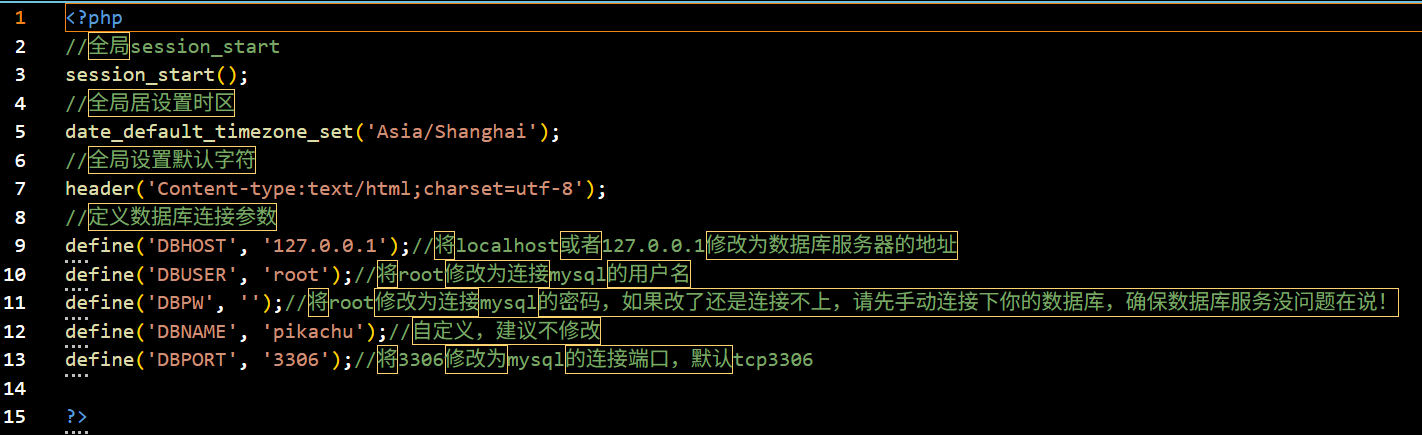 1 <?php
2 //全局session_start
3 session_start();
4 //全局居设置时区
5 date_default_timezone_set('Asia/Shanghai');
6 //全局设置默认字符
7 header('Content-type:text/html;charset=utf-8');
8 //定义数据库连接参数
9 define('DBHOST', '127.0.0.1');//将localhost或者127.0.0.1修改为数据库服务器的地址
10 define('DBUSER', 'root');//将root修改为连接mysql的用户名
11 define('DBPW', '');//将root修改为连接mysql的密码，如果改了还是连接不上，请先手动连接下你的数据库，确保数据库服务没问题在说！
12 define('DBNAME', 'pikachu');//自定义，建议不修改
13 define('DBPORT', '3306');//将3306修改为mysql的连接端口，默认tcp3306
14
15 ?>